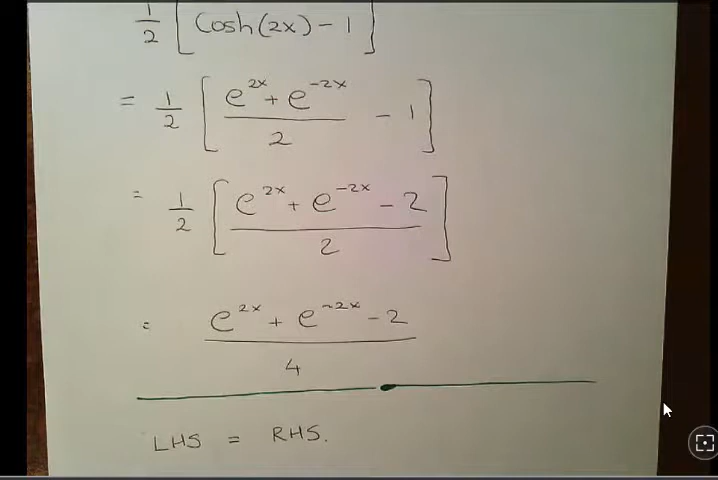 1/2 [Cosh(2x) - 1]
= 1/2 [(e^2x + e^-2x)/2 - 1]
= 1/2 [(e^2x + e^-2x - 2)/2]
= (e^2x + e^-2x - 2)/4
LHS = RHS.